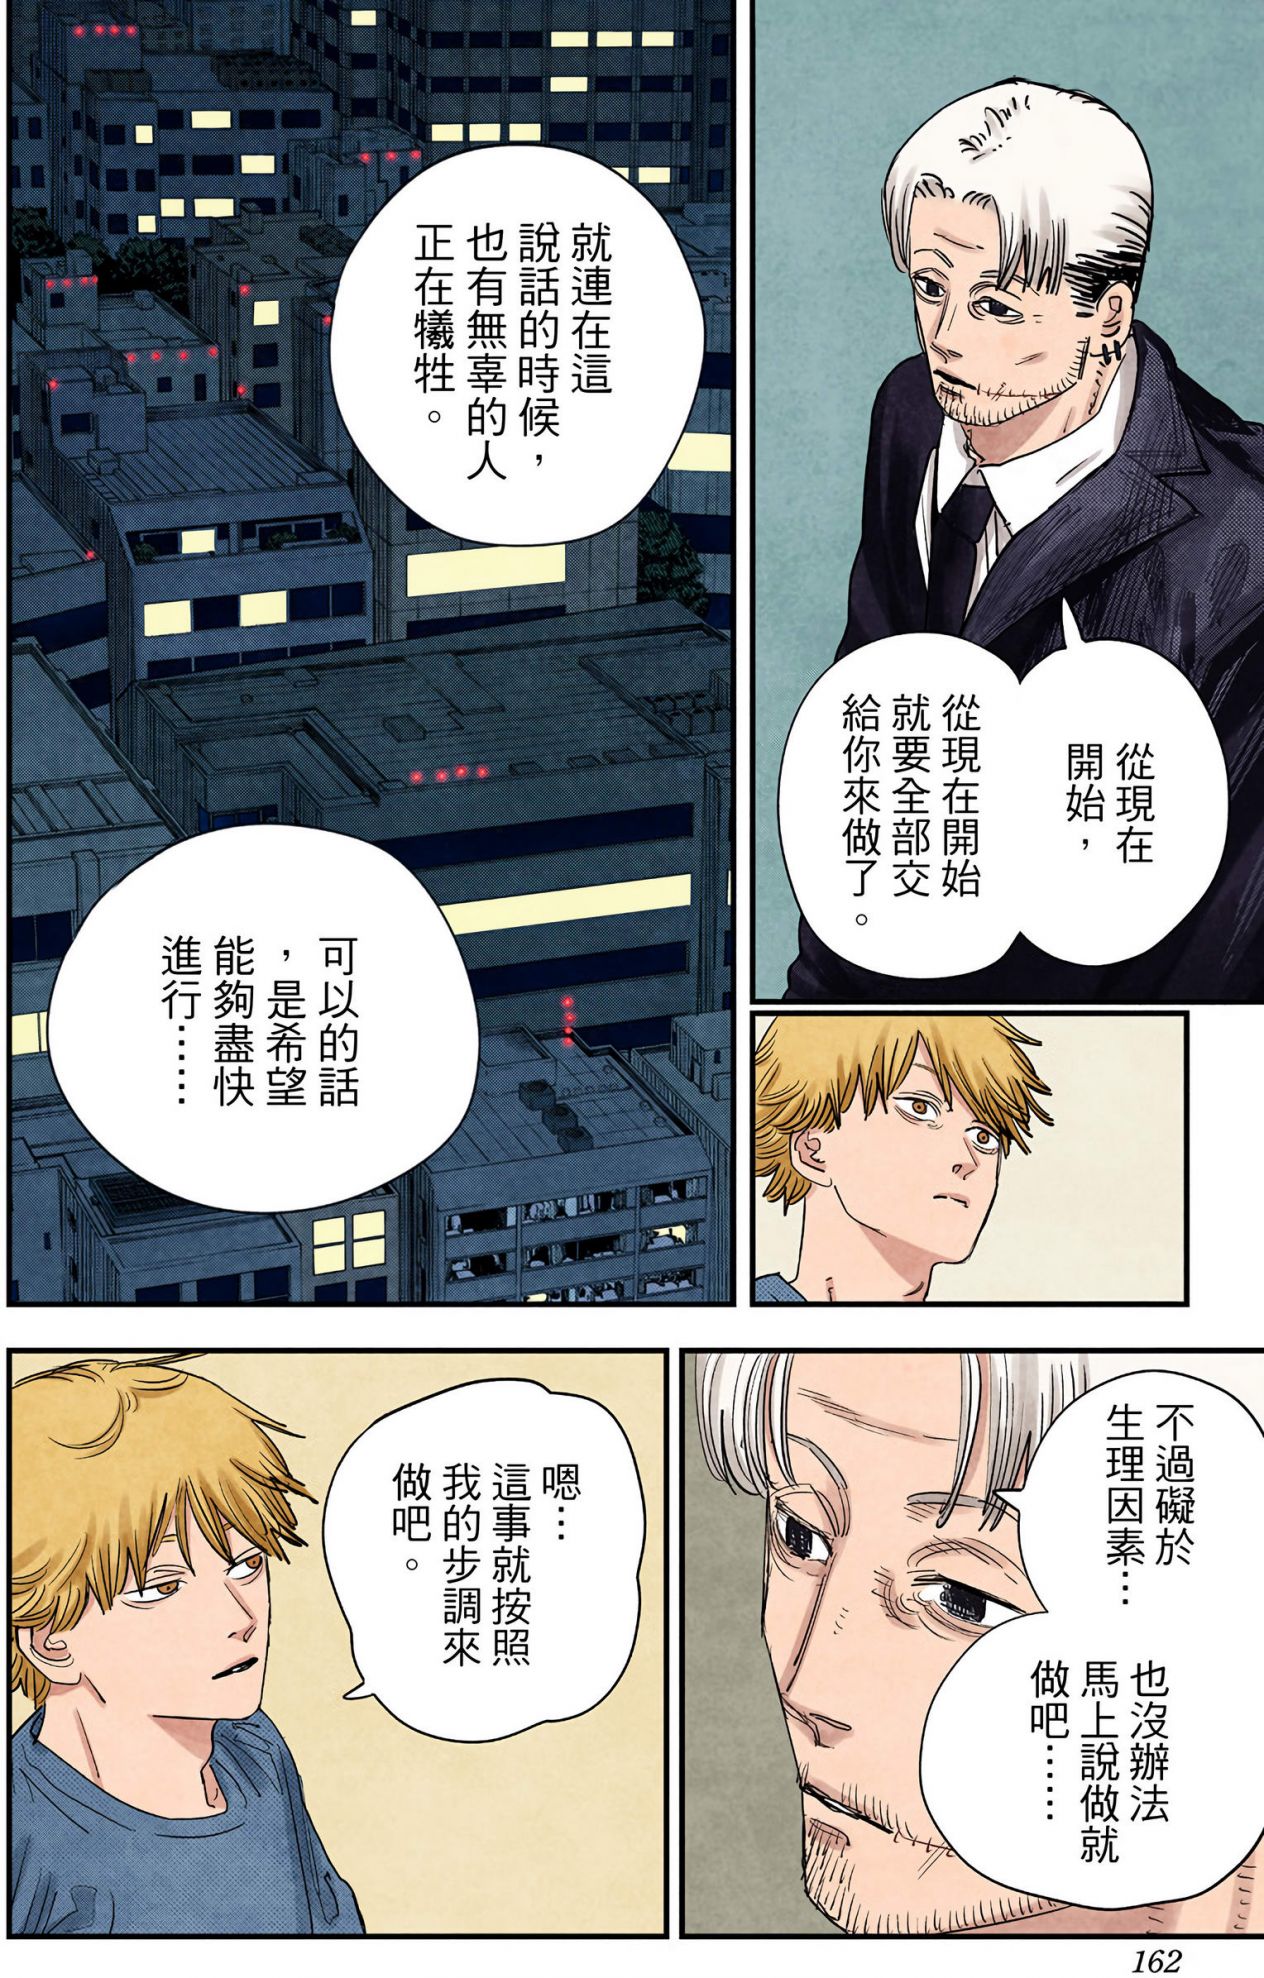 從現在
開始，
從現在開始
就要全部交
給你來做了。
就連在這
說話的時候，
也有無辜的人
正在犧牲。
可以的話
，是希望
能夠盡快
進行……
不過礙於
生理因素…
也沒辦法
馬上說做就
做吧……
嗯…
這事就按照
我的步調來
做吧。
162